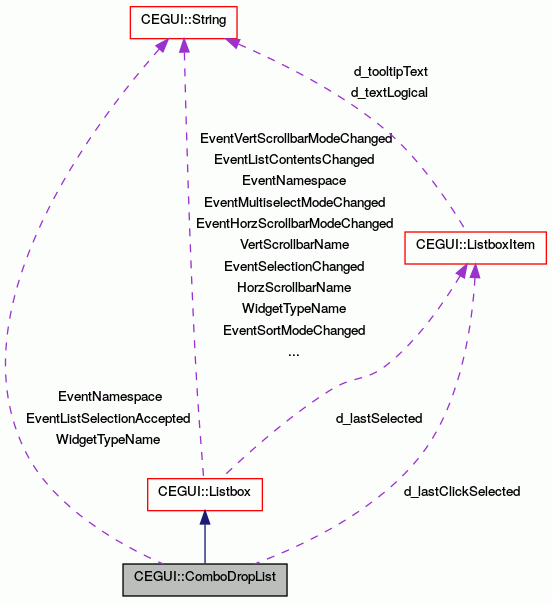 CEGUI::String
d_tooltipText
d_textLogical
EventVertScrollbarModeChanged
EventListContentsChanged
EventNamespace
EventMultiselectModeChanged
EventHorzScrollbarModeChanged
VertScrollbarName
EventSelectionChanged
HorzScrollbarName
WidgetTypeName
EventSortModeChanged
...
CEGUI::ListboxItem
EventNamespace
EventListSelectionAccepted
WidgetTypeName
d_lastSelected
CEGUI::Listbox
d_lastClickSelected
CEGUI::ComboDropList